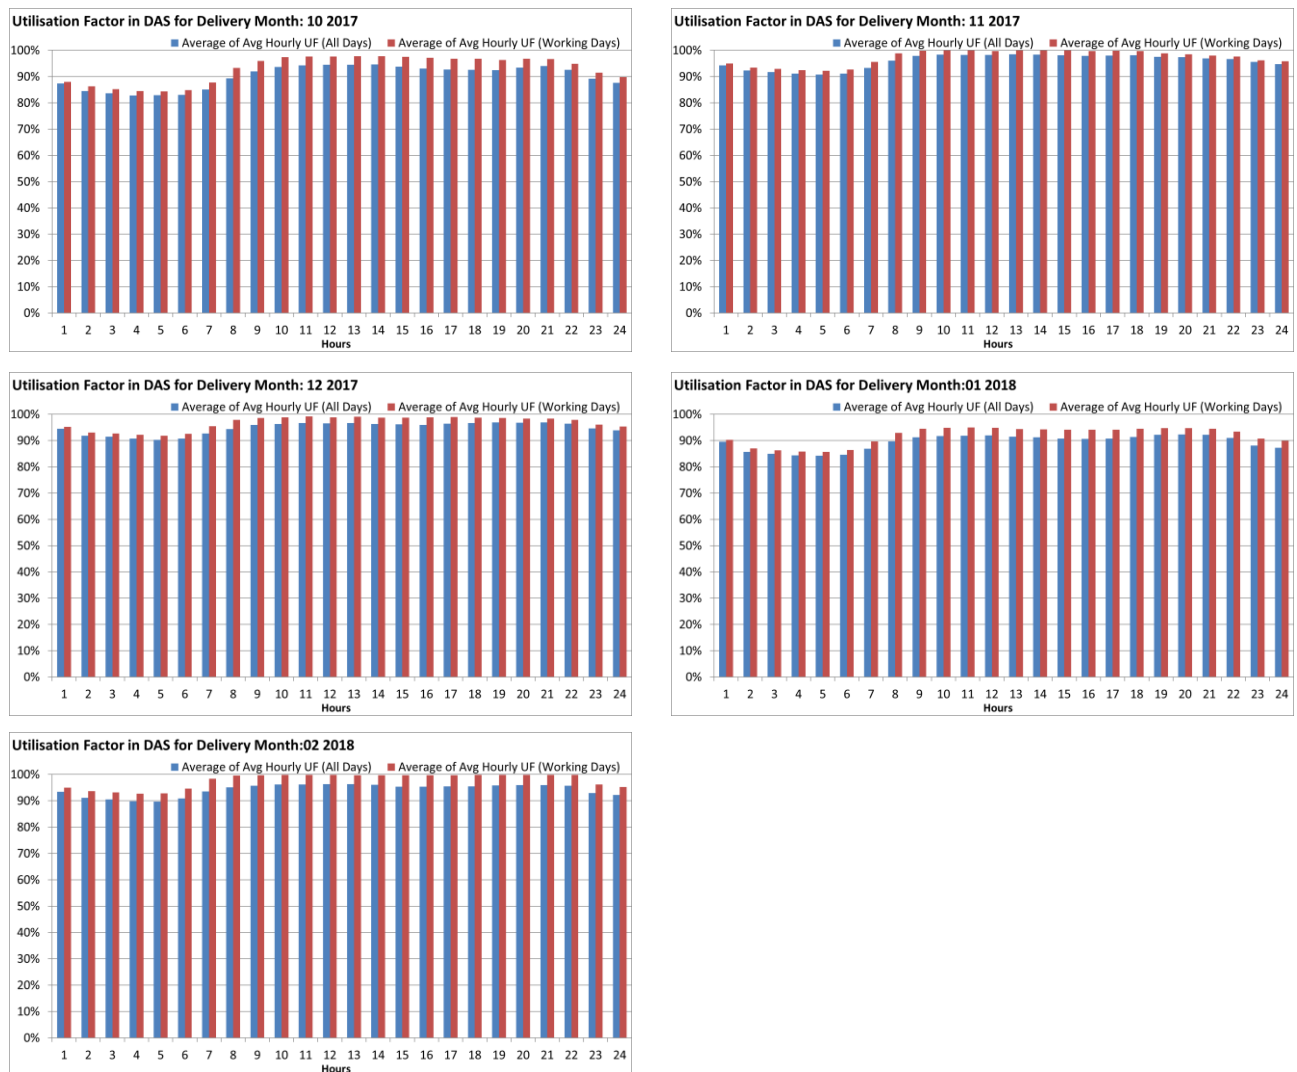 Utilisation Factor in DAS for Delivery Month: 10 2017
Average of Avg Hourly UF (All Days) Average of Avg Hourly UF (Working Days)
100%
90%
80%
70%
60%
50%
40%
30%
20%
10%
0%
1 2 3 4 5 6 7 8 9 10 11 12 13 14 15 16 17 18 19 20 21 22 23 24
Hours
Utilisation Factor in DAS for Delivery Month: 11 2017
Average of Avg Hourly UF (All Days) Average of Avg Hourly UF (Working Days)
100%
90%
80%
70%
60%
50%
40%
30%
20%
10%
0%
1 2 3 4 5 6 7 8 9 10 11 12 13 14 15 16 17 18 19 20 21 22 23 24
Hours
Utilisation Factor in DAS for Delivery Month: 12 2017
Average of Avg Hourly UF (All Days) Average of Avg Hourly UF (Working Days)
100%
90%
80%
70%
60%
50%
40%
30%
20%
10%
0%
1 2 3 4 5 6 7 8 9 10 11 12 13 14 15 16 17 18 19 20 21 22 23 24
Hours
Utilisation Factor in DAS for Delivery Month:01 2018
Average of Avg Hourly UF (All Days) Average of Avg Hourly UF (Working Days)
100%
90%
80%
70%
60%
50%
40%
30%
20%
10%
0%
1 2 3 4 5 6 7 8 9 10 11 12 13 14 15 16 17 18 19 20 21 22 23 24
Hours
Utilisation Factor in DAS for Delivery Month:02 2018
Average of Avg Hourly UF (All Days) Average of Avg Hourly UF (Working Days)
100%
90%
80%
70%
60%
50%
40%
30%
20%
10%
0%
1 2 3 4 5 6 7 8 9 10 11 12 13 14 15 16 17 18 19 20 21 22 23 24
Hours